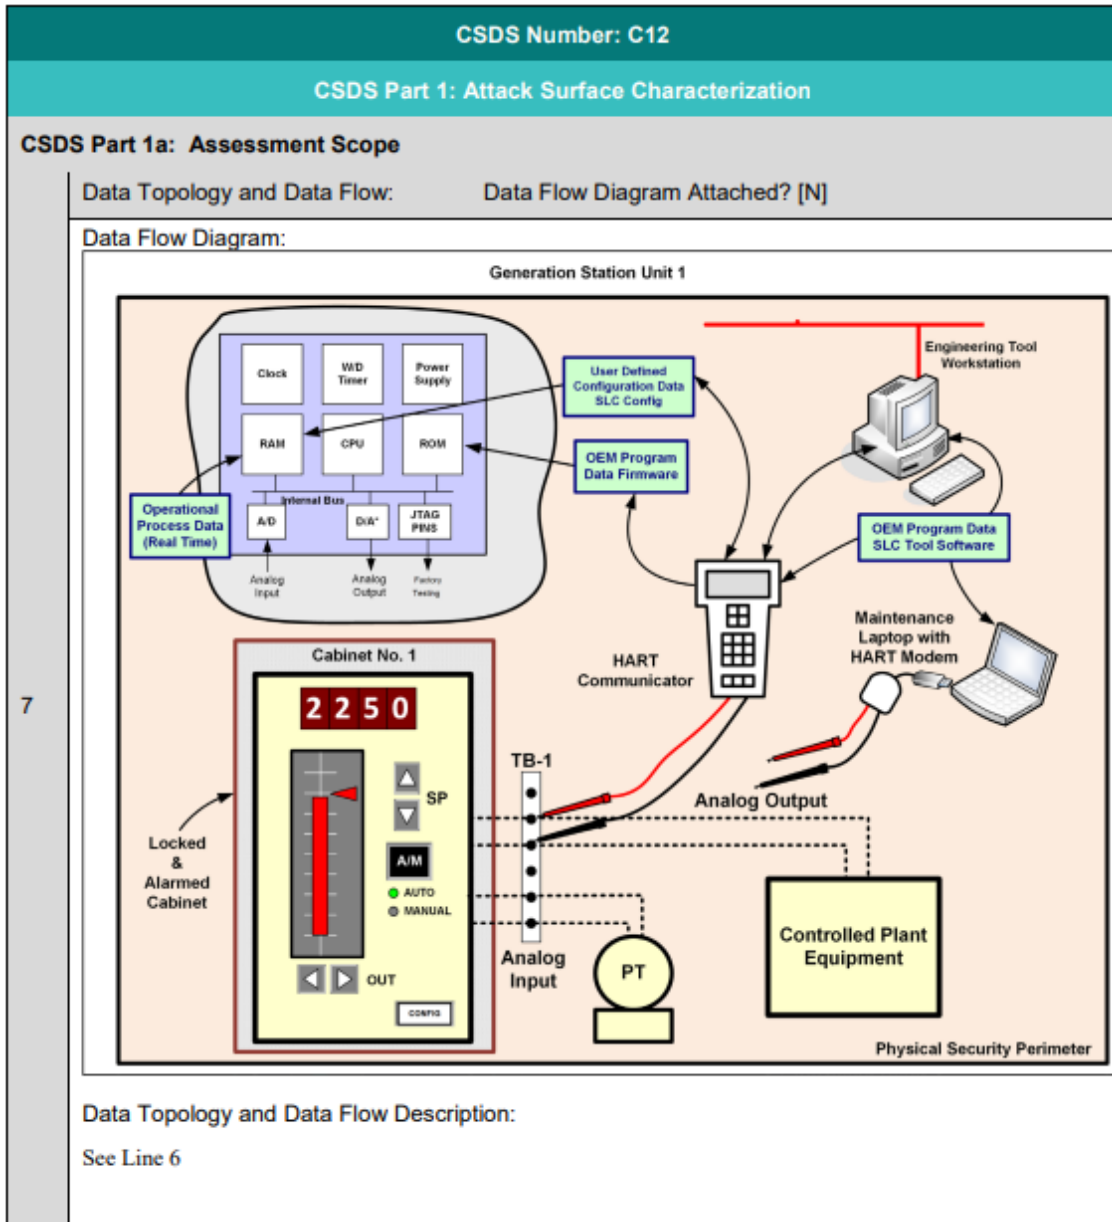 CSDS Number: C12
CSDS Part 1: Attack Surface Characterization
CSDS Part 1a: Assessment Scope
7
Data Topology and Data Flow: Data Flow Diagram Attached? [N]
Data Flow Diagram:
Generation Station Unit 1
Clock
W/D
Timer
Power
Supply
RAM
CPU
ROM
Internal Bus
A/D
D/A*
JTAG
PINS
Analog
Input
Analog
Output
Factory
Testing
Operational
Process Data
(Real Time)
User Defined
Configuration Data
SLC Config
OEM Program
Data Firmware
Engineering Tool
Workstation
OEM Program Data
SLC Tool Software
HART
Communicator
Maintenance
Laptop with
HART Modem
Cabinet No. 1
2250
SP
A/M
AUTO
MANUAL
OUT
CONFIG
Locked
&
Alarmed
Cabinet
TB-1
Analog Output
Analog
Input
PT
Controlled Plant
Equipment
Physical Security Perimeter
Data Topology and Data Flow Description:
See Line 6